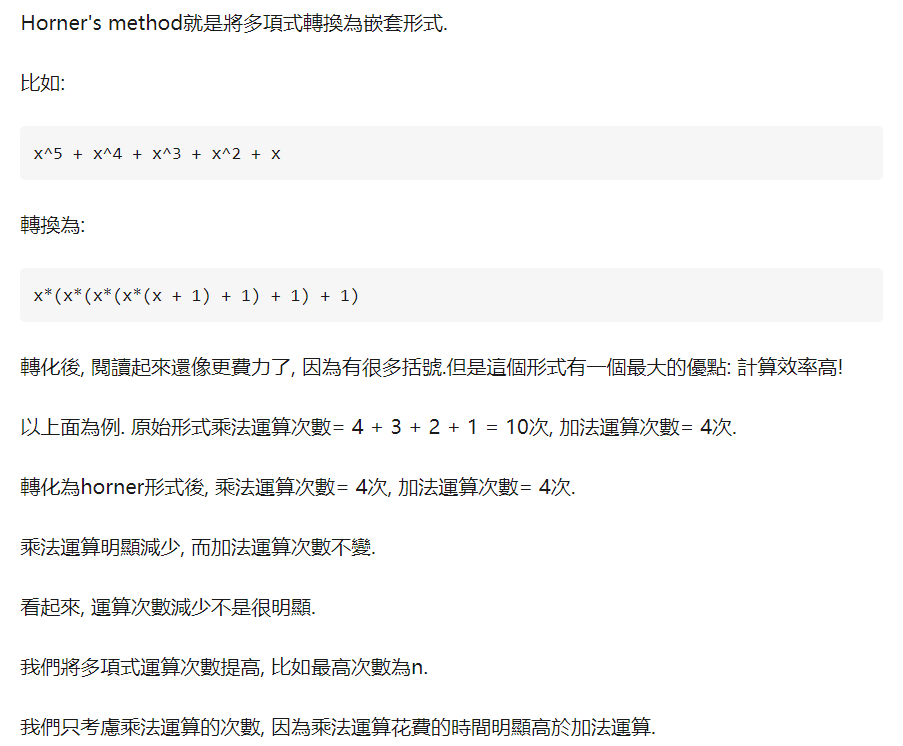 Horner's method就是將多項式轉換為嵌套形式.
比如:
x^5 + x^4 + x^3 + x^2 + x
轉換為:
x*(x*(x*(x*(x + 1) + 1) + 1) + 1)
轉化後, 閱讀起來還像更費力了, 因為有很多括號.但是這個形式有一個最大的優點: 計算效率高!
以上面為例. 原始形式乘法運算次數= 4 + 3 + 2 + 1 = 10次, 加法運算次數= 4次.
轉化為horner形式後, 乘法運算次數= 4次, 加法運算次數= 4次.
乘法運算明顯減少, 而加法運算次數不變.
看起來, 運算次數減少不是很明顯.
我們將多項式運算次數提高, 比如最高次數為n.
我們只考慮乘法運算的次數, 因為乘法運算花費的時間明顯高於加法運算.